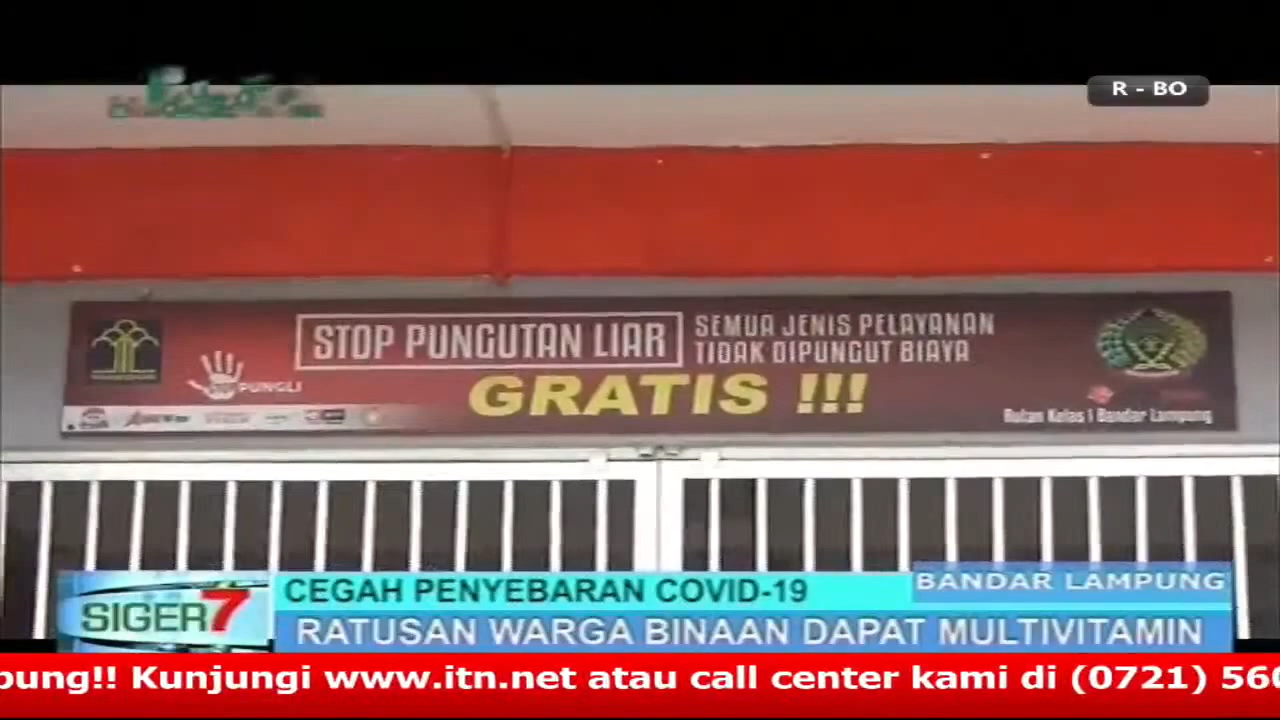 R - BO
STOP PUNGUTAN LIAR
SEMUA JENIS PELAYANAN
TIDAK DIPUNGUT BIAYA
GRATIS !!!
PUNGLI
Rutan Kelas I Bandar Lampung
SIGER 7
CEGAH PENYEBARAN COVID-19
BANDAR LAMPUNG
RATUSAN WARGA BINAAN DAPAT MULTIVITAMIN
pung!! Kunjungi www.itn.net atau call center kami di (0721) 560